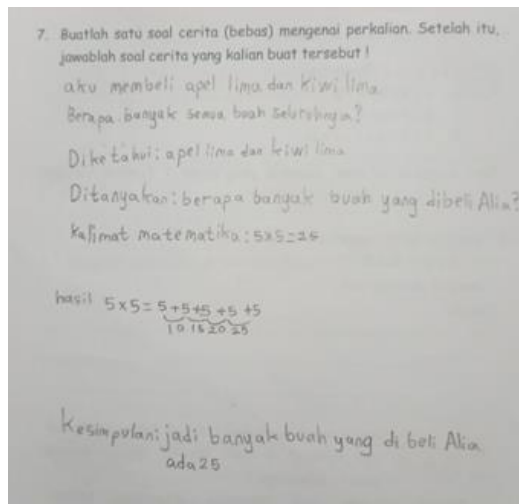 7. Buatlah satu soal cerita (bebas) mengenai perkalian. Setelah itu,
jawablah soal cerita yang kalian buat tersebut !
aku membeli apel lima dan kiwi lima
Berapa banyak semua buah seluruhnya?
Diketahui: apel lima dan kiwi lima
Ditanyakan: berapa banyak buah yang dibeli Alia?
Kalimat matematika: 5x5=25
hasil 5x5= 5+5+5+5+5
10 15 20 25
Kesimpulan: jadi banyak buah yang di beli Alia
ada 25